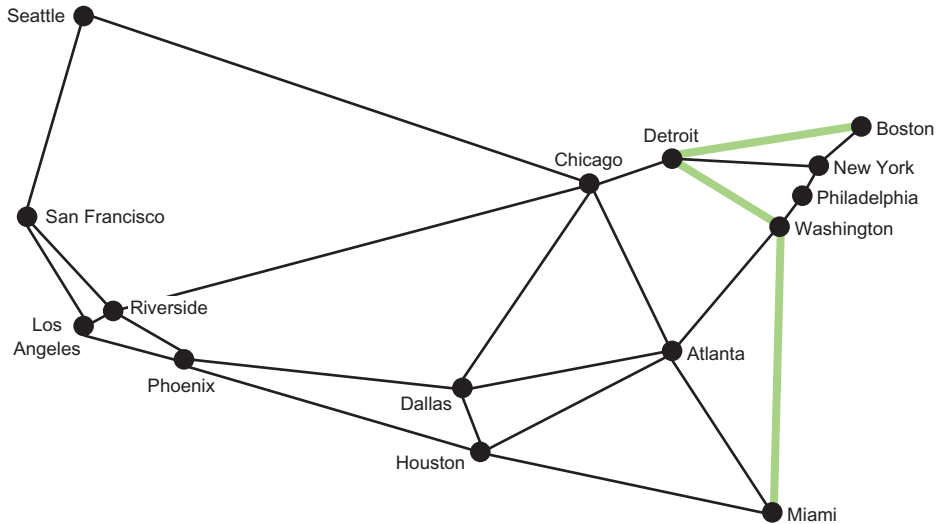 Seattle
Boston
Detroit
Chicago
New York
Philadelphia
San Francisco
Washington
Riverside
Los
Angeles
Atlanta
Phoenix
Dallas
Houston
Miami